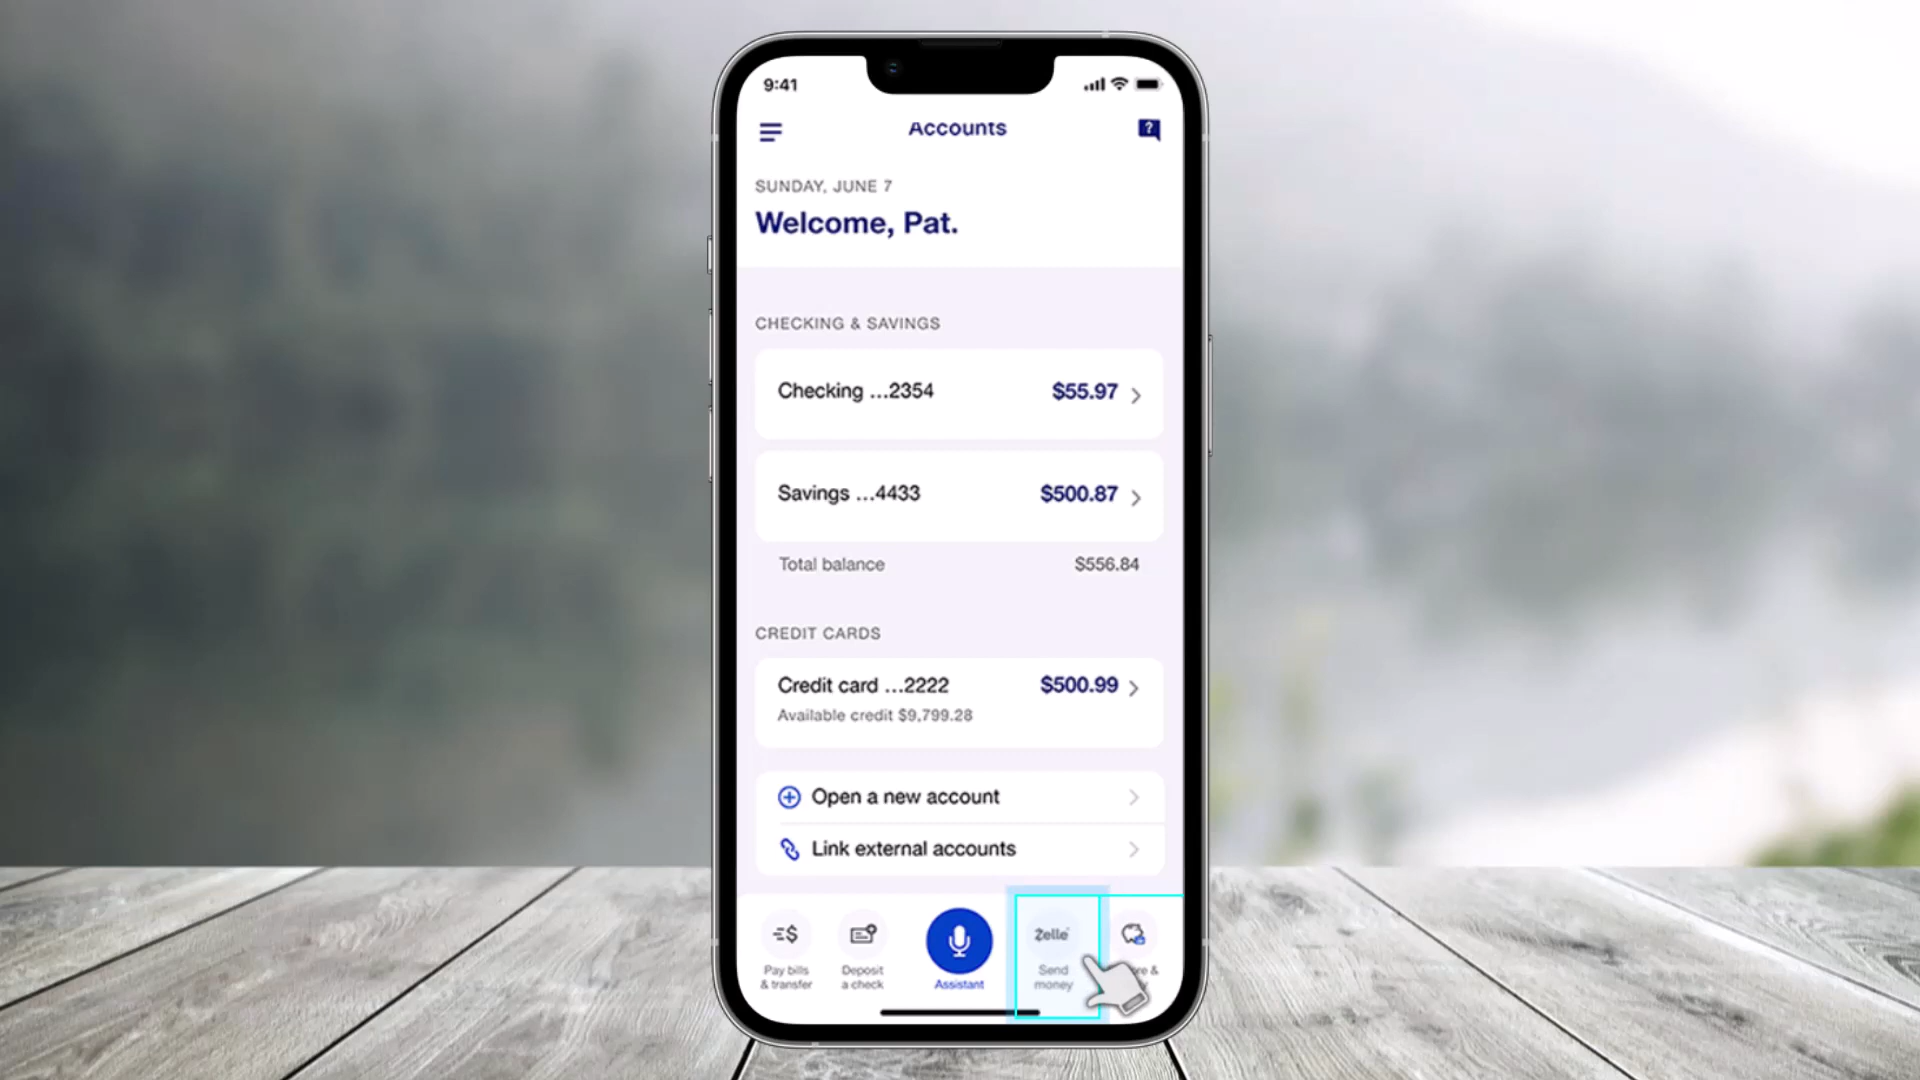 9:41
Accounts
?
SUNDAY, JUNE 7
Welcome, Pat.
CHECKING & SAVINGS
Checking ...2354 $55.97
Savings ...4433 $500.87
Total balance $556.84
CREDIT CARDS
Credit card ...2222 $500.99
Available credit $9,799.28
Open a new account
Link external accounts
Zelle
Pay bills
& transfer
Deposit
a check
Assistant
Send
money
&